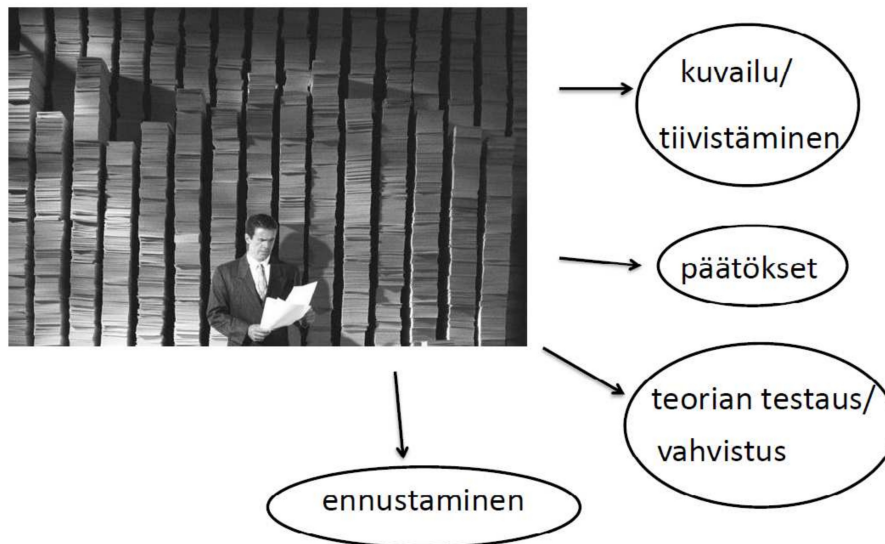 kuvailu/
tiivistäminen
päätökset
teorian testaus/
vahvistus
ennustaminen